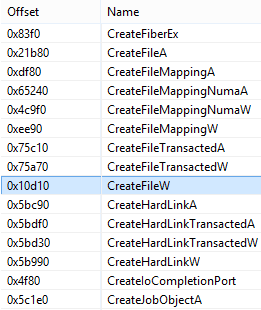 Offset Name
0x83f0 CreateFiberEx
0x21b80 CreateFileA
0xdf80 CreateFileMappingA
0x65240 CreateFileMappingNumaA
0x4c9f0 CreateFileMappingNumaW
0xee90 CreateFileMappingW
0x75c10 CreateFileTransactedA
0x75a70 CreateFileTransactedW
0x10d10 CreateFileW
0x5bc90 CreateHardLinkA
0x5bdf0 CreateHardLinkTransactedA
0x5bd30 CreateHardLinkTransactedW
0x5b990 CreateHardLinkW
0x4f80 CreateIoCompletionPort
0x5c1e0 CreateJobObjectA